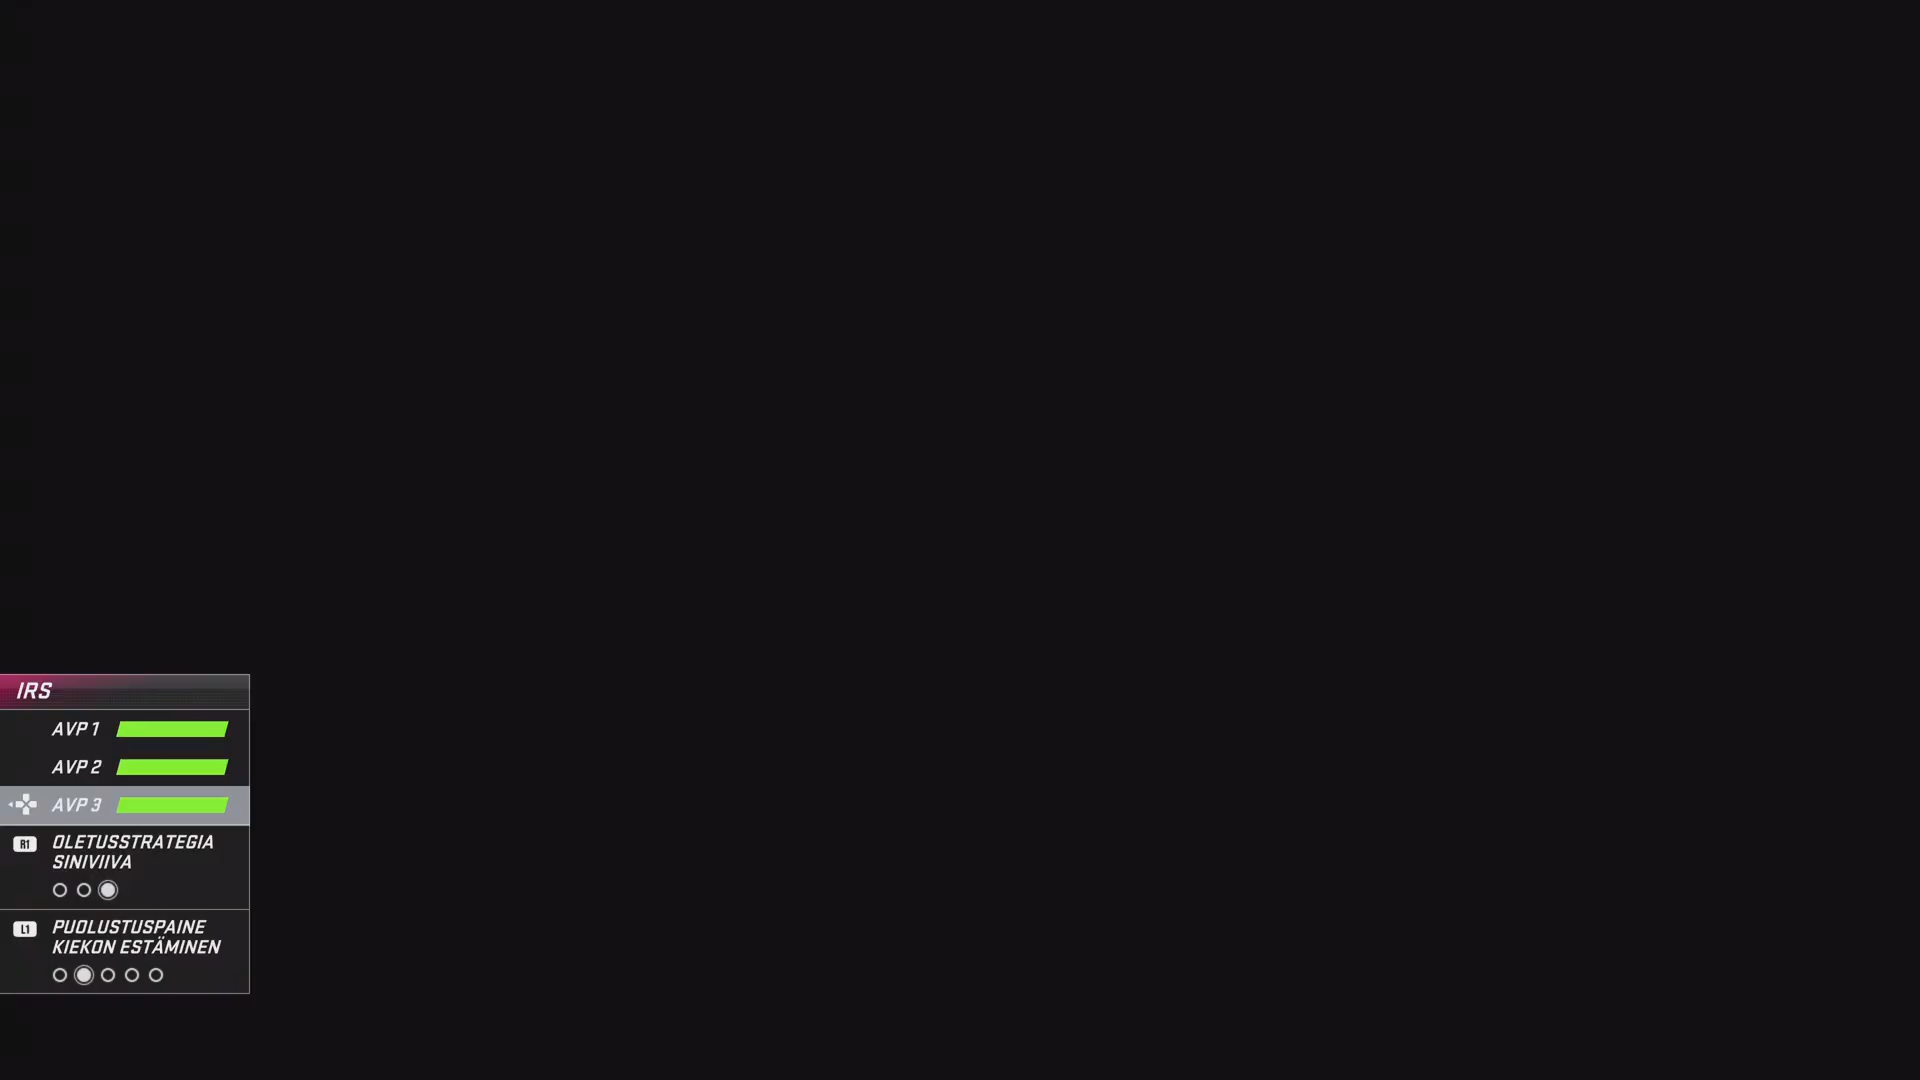 IRS
AVP 1
AVP 2
AVP 3
R1 OLETUSSTRATEGIA
SINIVIIVA
L1 PUOLUSTUSPAINE
KIEKON ESTÄMINEN